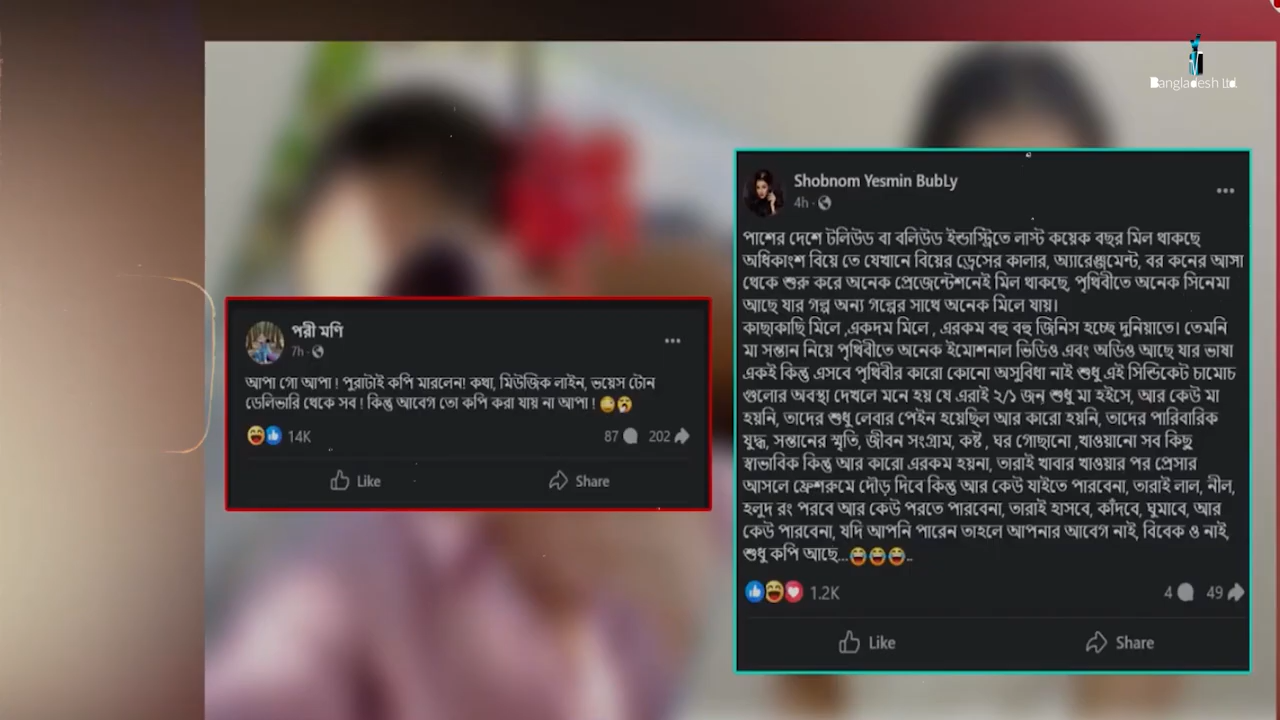 Bangladesh Ltd.
পরী মণি
7h
আপা গো আপা ! পুরাটাই কপি মারলেনা! কথা, মিউজিক লাইন, ভয়েস টোন
ডেলিভারি থেকে সব ! কিন্তু আবেগ তো কপি করা যায় না আপা !
14K 87 202
Like Share
Shobnom Yesmin BubLy
4h
পাশের দেশে টলিউড বা বলিউড ইন্ডাস্ট্রিতে লাস্ট কয়েক বছর মিল থাকছে
অধিকাংশ বিয়ে তে যেখানে বিয়ের ড্রেসের কালার, অ্যারেঞ্জমেন্ট, বর কনের আসা
থেকে শুরু করে অনেক প্রেজেন্টেশনেই মিল থাকছে, পৃথিবীতে অনেক সিনেমা
আছে যার গল্প অন্য গল্পের সাথে অনেক মিলে যায়।
কাছাকাছি মিলে ,একদম মিলে , এরকম বহু বহু জিনিস হচ্ছে দুনিয়াতে। তেমনি
মা সন্তান নিয়ে পৃথিবীতে অনেক ইমোশনাল ভিডিও এবং অডিও আছে যার ভাষা
একই কিন্তু এসবে পৃথিবীর কারো কোনো অসুবিধা নাই শুধু এই সিন্ডিকেট চামোচ
গুলোর অবস্থা দেখলে মনে হয় যে এরাই ২/১ জন শুধু মা হইসে, আর কেউ মা
হয়নি, তাদের শুধু লেবার পেইন হয়েছিল আর কারো হয়নি, তাদের পারিবারিক
যুদ্ধ, সন্তানের স্মৃতি, জীবন সংগ্রাম, কষ্ট , ঘর গোছানো ,খাওয়ানো সব কিছু
স্বাভাবিক কিন্তু আর কারো এরকম হয়না, তারাই খাবার খাওয়ার পর প্রেসার
আসলে ফ্রেশরুমে দৌড় দিবে কিন্তু আর কেউ যাইতে পারবেনা, তারাই লাল, নীল,
হলুদ রং পরবে আর কেউ পরতে পারবেনা, তারাই হাসবে, কাঁদবে, ঘুমাবে, আর
কেউ পারবেনা, যদি আপনি পারেন তাহলে আপনার আবেগ নাই, বিবেক ও নাই,
শুধু কপি আছে...😂😂😂..
1.2K 4 49
Like Share